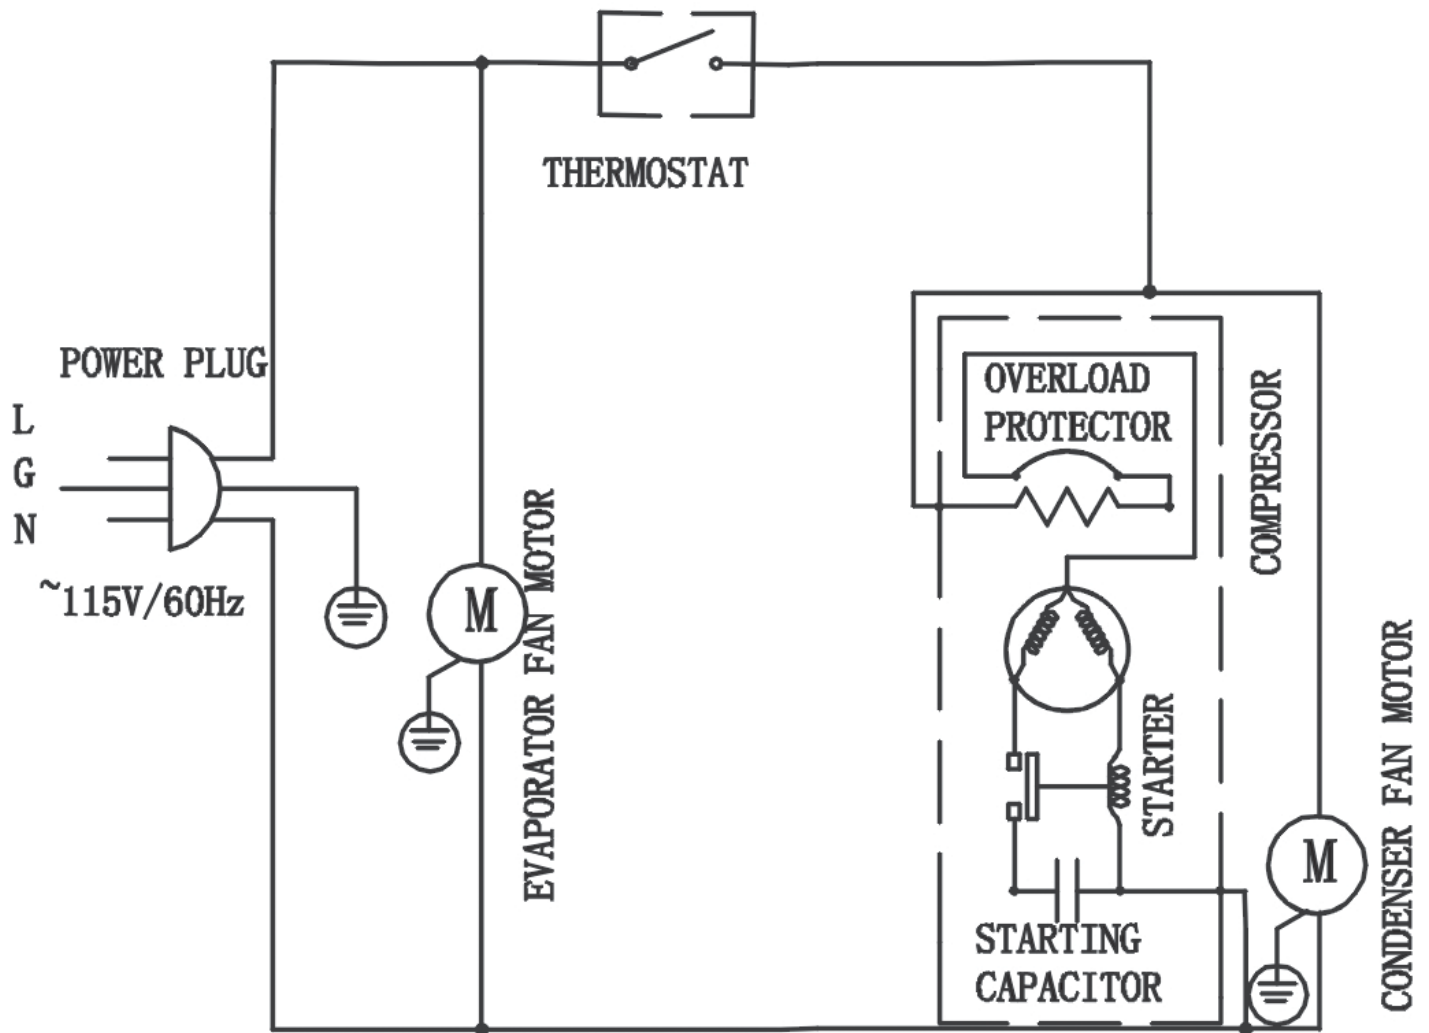 THERMOSTAT
POWER PLUG
L
G
N
~115V/60Hz
M
EVAPORATOR FAN MOTOR
OVERLOAD
PROTECTOR
COMPRESSOR
STARTER
STARTING
CAPACITOR
M
CONDENSER FAN MOTOR